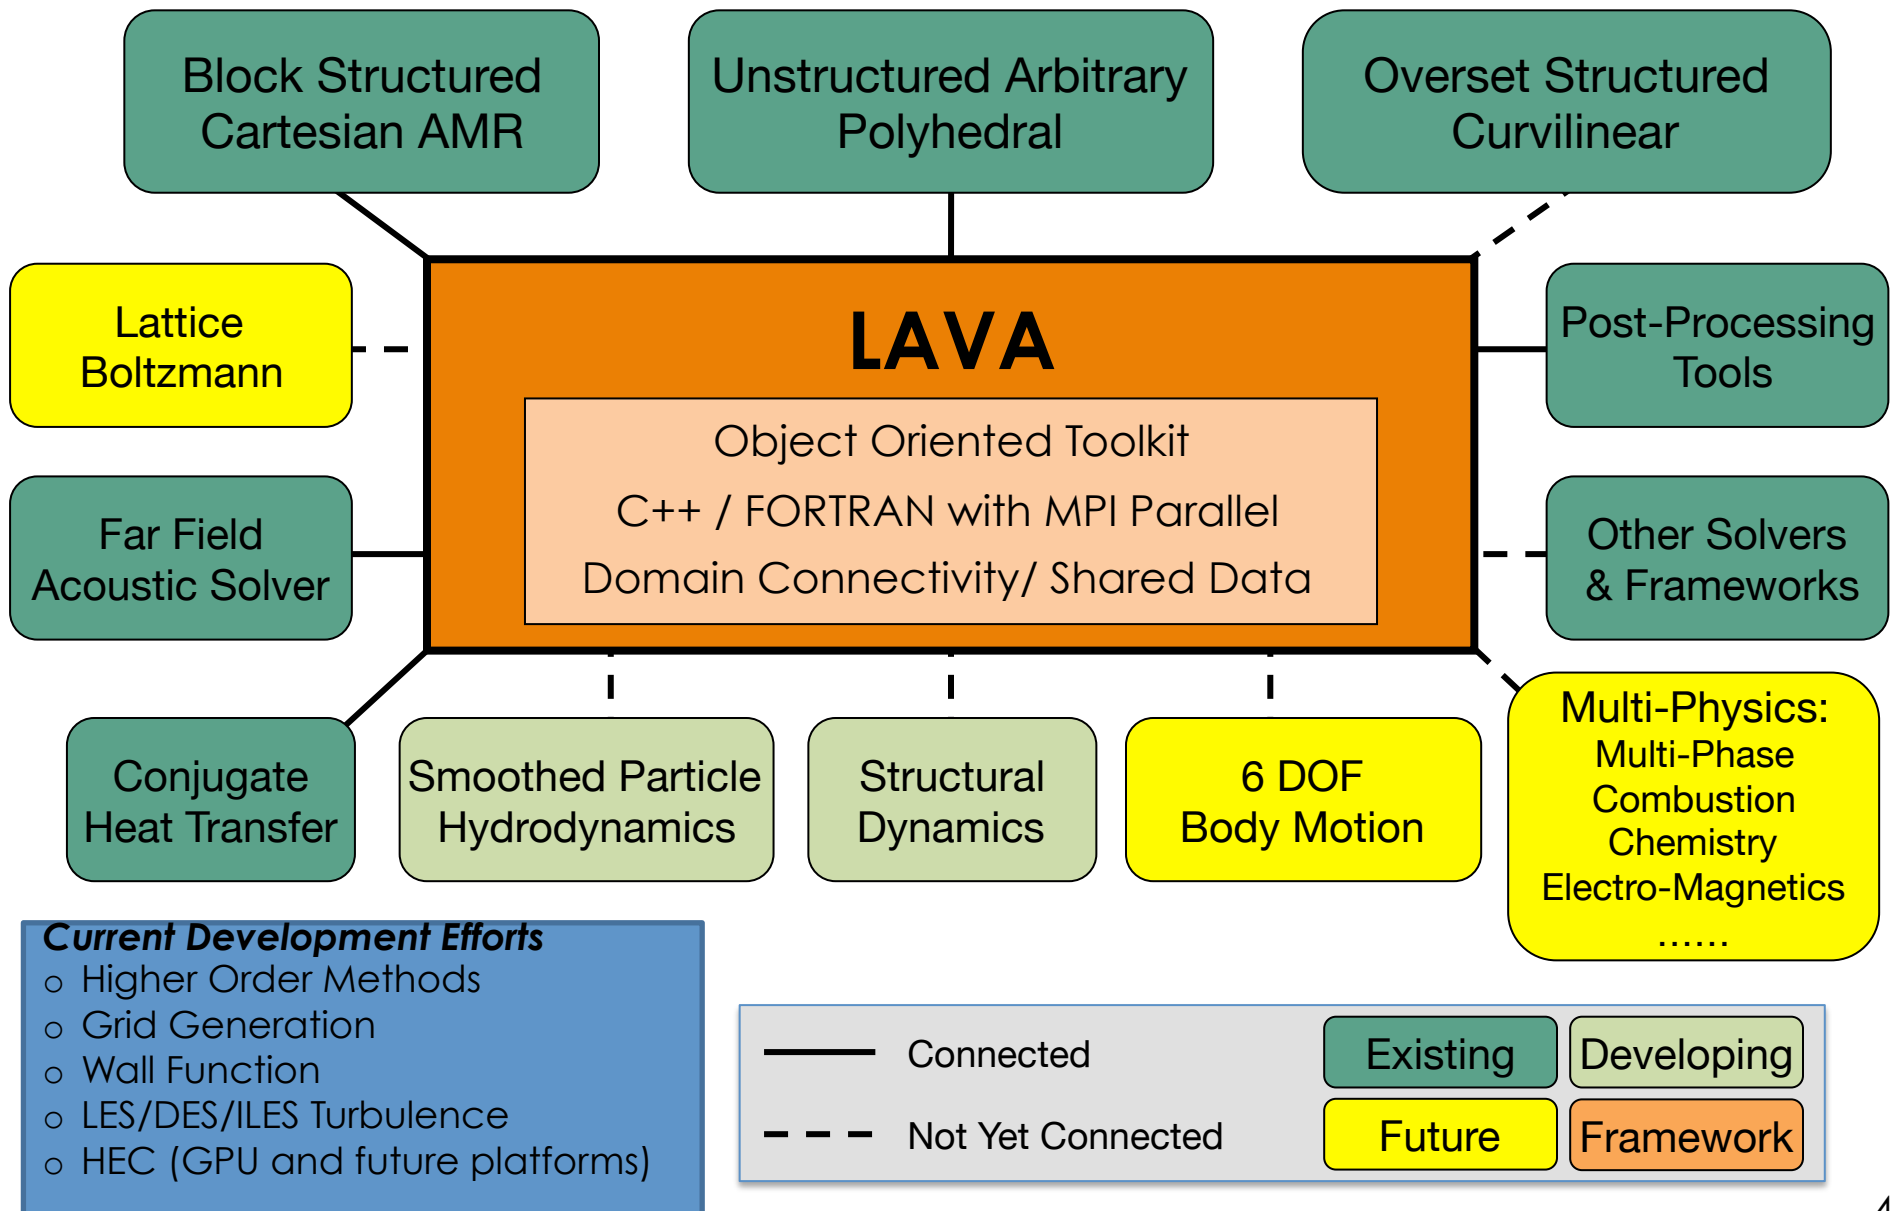 Block Structured
Cartesian AMR
Unstructured Arbitrary
Polyhedral
Overset Structured
Curvilinear
Lattice
Boltzmann
LAVA
Object Oriented Toolkit
C++ / FORTRAN with MPI Parallel
Domain Connectivity/ Shared Data
Post-Processing
Tools
Far Field
Acoustic Solver
Other Solvers
& Frameworks
Conjugate
Heat Transfer
Smoothed Particle
Hydrodynamics
Structural
Dynamics
6 DOF
Body Motion
Multi-Physics:
Multi-Phase
Combustion
Chemistry
Electro-Magnetics
......
Current Development Efforts
o Higher Order Methods
o Grid Generation
o Wall Function
o LES/DES/ILES Turbulence
o HEC (GPU and future platforms)
Connected
Not Yet Connected
Existing
Developing
Future
Framework